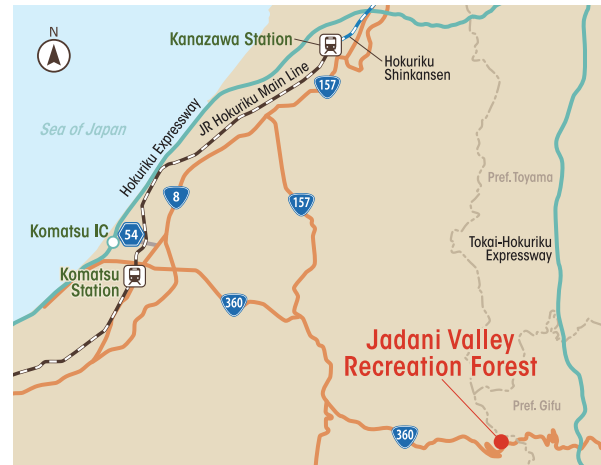 N
Kanazawa Station
Hokuriku
Shinkansen
157
JR Hokuriku Main Line
Hokuriku Expressway
Sea of Japan
Pref. Toyama
8
157
Komatsu IC
54
Tokai-Hokuriku
Expressway
Komatsu
Station
360
Jadani Valley
Recreation Forest
Pref. Gifu
360